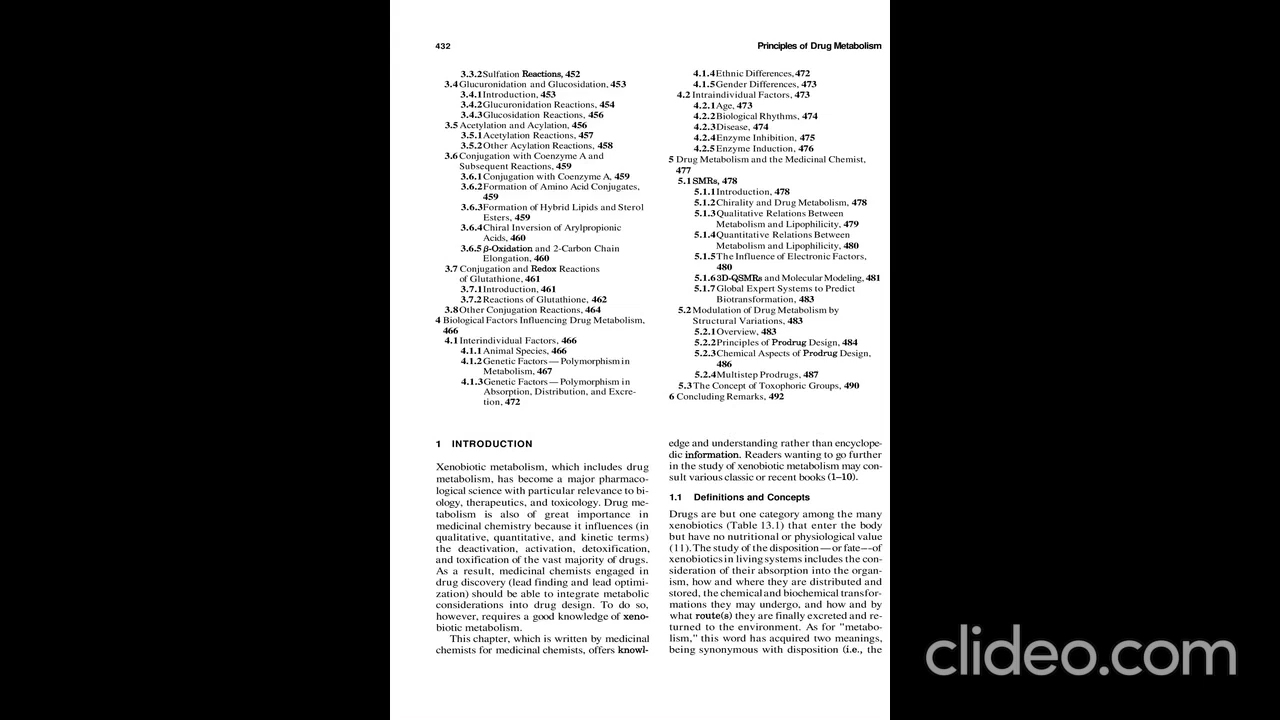 432
Principles of Drug Metabolism
3.3.2 Sulfation Reactions, 452
3.4 Glucuronidation and Glucosidation, 453
3.4.1 Introduction, 453
3.4.2 Glucuronidation Reactions, 454
3.4.3 Glucosidation Reactions, 456
3.5 Acetylation and Acylation, 456
3.5.1 Acetylation Reactions, 457
3.5.2 Other Acylation Reactions, 458
3.6 Conjugation with Coenzyme A and
Subsequent Reactions, 459
3.6.1 Conjugation with Coenzyme A, 459
3.6.2 Formation of Amino Acid Conjugates,
459
3.6.3 Formation of Hybrid Lipids and Sterol
Esters, 459
3.6.4 Chiral Inversion of Arylpropionic
Acids, 460
3.6.5 β-Oxidation and 2-Carbon Chain
Elongation, 460
3.7 Conjugation and Redox Reactions
of Glutathione, 461
3.7.1 Introduction, 461
3.7.2 Reactions of Glutathione, 462
3.8 Other Conjugation Reactions, 464
4 Biological Factors Influencing Drug Metabolism,
466
4.1 Interindividual Factors, 466
4.1.1 Animal Species, 466
4.1.2 Genetic Factors — Polymorphism in
Metabolism, 467
4.1.3 Genetic Factors — Polymorphism in
Absorption, Distribution, and Excre-
tion, 472
4.1.4 Ethnic Differences, 472
4.1.5 Gender Differences, 473
4.2 Intraindividual Factors, 473
4.2.1 Age, 473
4.2.2 Biological Rhythms, 474
4.2.3 Disease, 474
4.2.4 Enzyme Inhibition, 475
4.2.5 Enzyme Induction, 476
5 Drug Metabolism and the Medicinal Chemist,
477
5.1 SMRs, 478
5.1.1 Introduction, 478
5.1.2 Chirality and Drug Metabolism, 478
5.1.3 Qualitative Relations Between
Metabolism and Lipophilicity, 479
5.1.4 Quantitative Relations Between
Metabolism and Lipophilicity, 480
5.1.5 The Influence of Electronic Factors,
480
5.1.6 3D-QSMRs and Molecular Modeling, 481
5.1.7 Global Expert Systems to Predict
Biotransformation, 483
5.2 Modulation of Drug Metabolism by
Structural Variations, 483
5.2.1 Overview, 483
5.2.2 Principles of Prodrug Design, 484
5.2.3 Chemical Aspects of Prodrug Design,
486
5.2.4 Multistep Prodrugs, 487
5.3 The Concept of Toxophoric Groups, 490
6 Concluding Remarks, 492
1 INTRODUCTION
Xenobiotic metabolism, which includes drug
metabolism, has become a major pharmaco-
logical science with particular relevance to bi-
ology, therapeutics, and toxicology. Drug me-
tabolism is also of great importance in
medicinal chemistry because it influences (in
qualitative, quantitative, and kinetic terms)
the deactivation, activation, detoxification,
and toxification of the vast majority of drugs.
As a result, medicinal chemists engaged in
drug discovery (lead finding and lead optimi-
zation) should be able to integrate metabolic
considerations into drug design. To do so,
however, requires a good knowledge of xeno-
biotic metabolism.
This chapter, which is written by medicinal
chemists for medicinal chemists, offers knowl-
edge and understanding rather than encyclope-
dic information. Readers wanting to go further
in the study of xenobiotic metabolism may con-
sult various classic or recent books (1–10).
1.1 Definitions and Concepts
Drugs are but one category among the many
xenobiotics (Table 13.1) that enter the body
but have no nutritional or physiological value
(11). The study of the disposition — or fate — of
xenobiotics in living systems includes the con-
sideration of their absorption into the organ-
ism, how and where they are distributed and
stored, the chemical and biochemical transfor-
mations they may undergo, and how and by
what route(s) they are finally excreted and re-
turned to the environment. As for "metabo-
lism," this word has acquired two meanings,
being synonymous with disposition (i.e., the
clideo.com